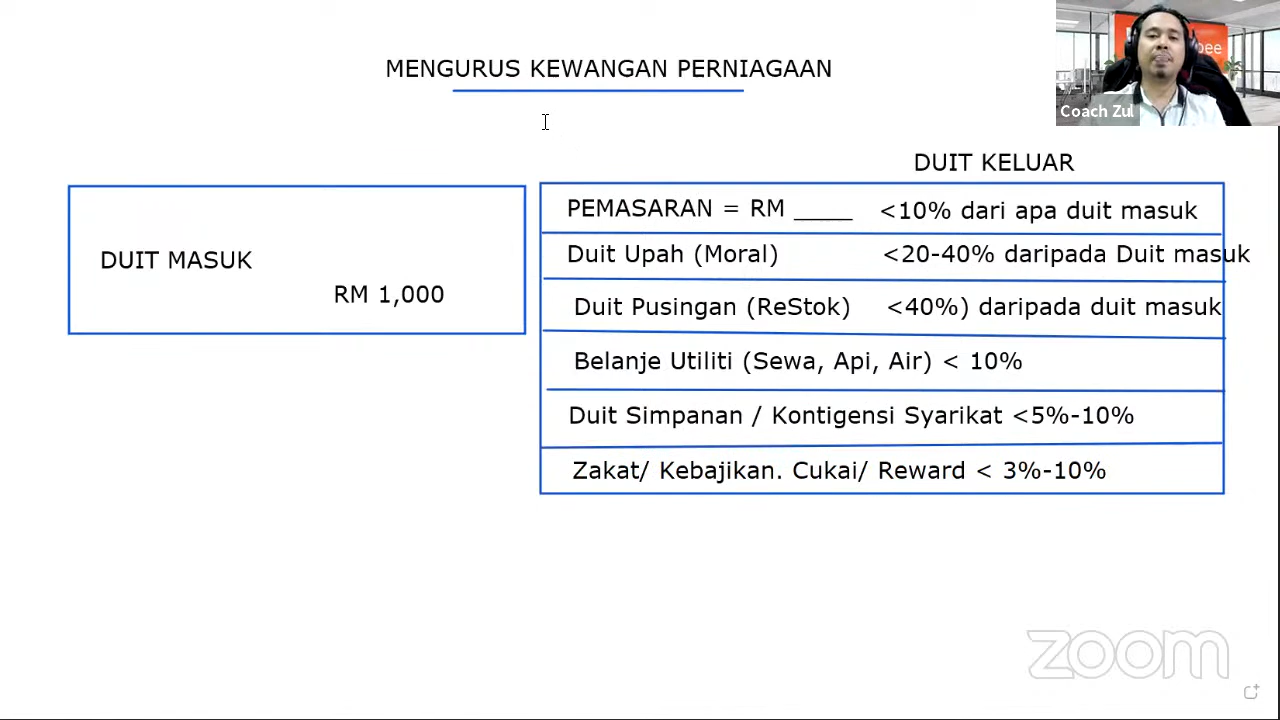 MENGURUS KEWANGAN PERNIAGAAN
Coach Zul
DUIT KELUAR
DUIT MASUK
RM 1,000
PEMASARAN = RM ____ <10% dari apa duit masuk
Duit Upah (Moral) <20-40% daripada Duit masuk
Duit Pusingan (ReStok) <40%) daripada duit masuk
Belanje Utiliti (Sewa, Api, Air) < 10%
Duit Simpanan / Kontigensi Syarikat <5%-10%
Zakat/ Kebajikan. Cukai/ Reward < 3%-10%
zoom